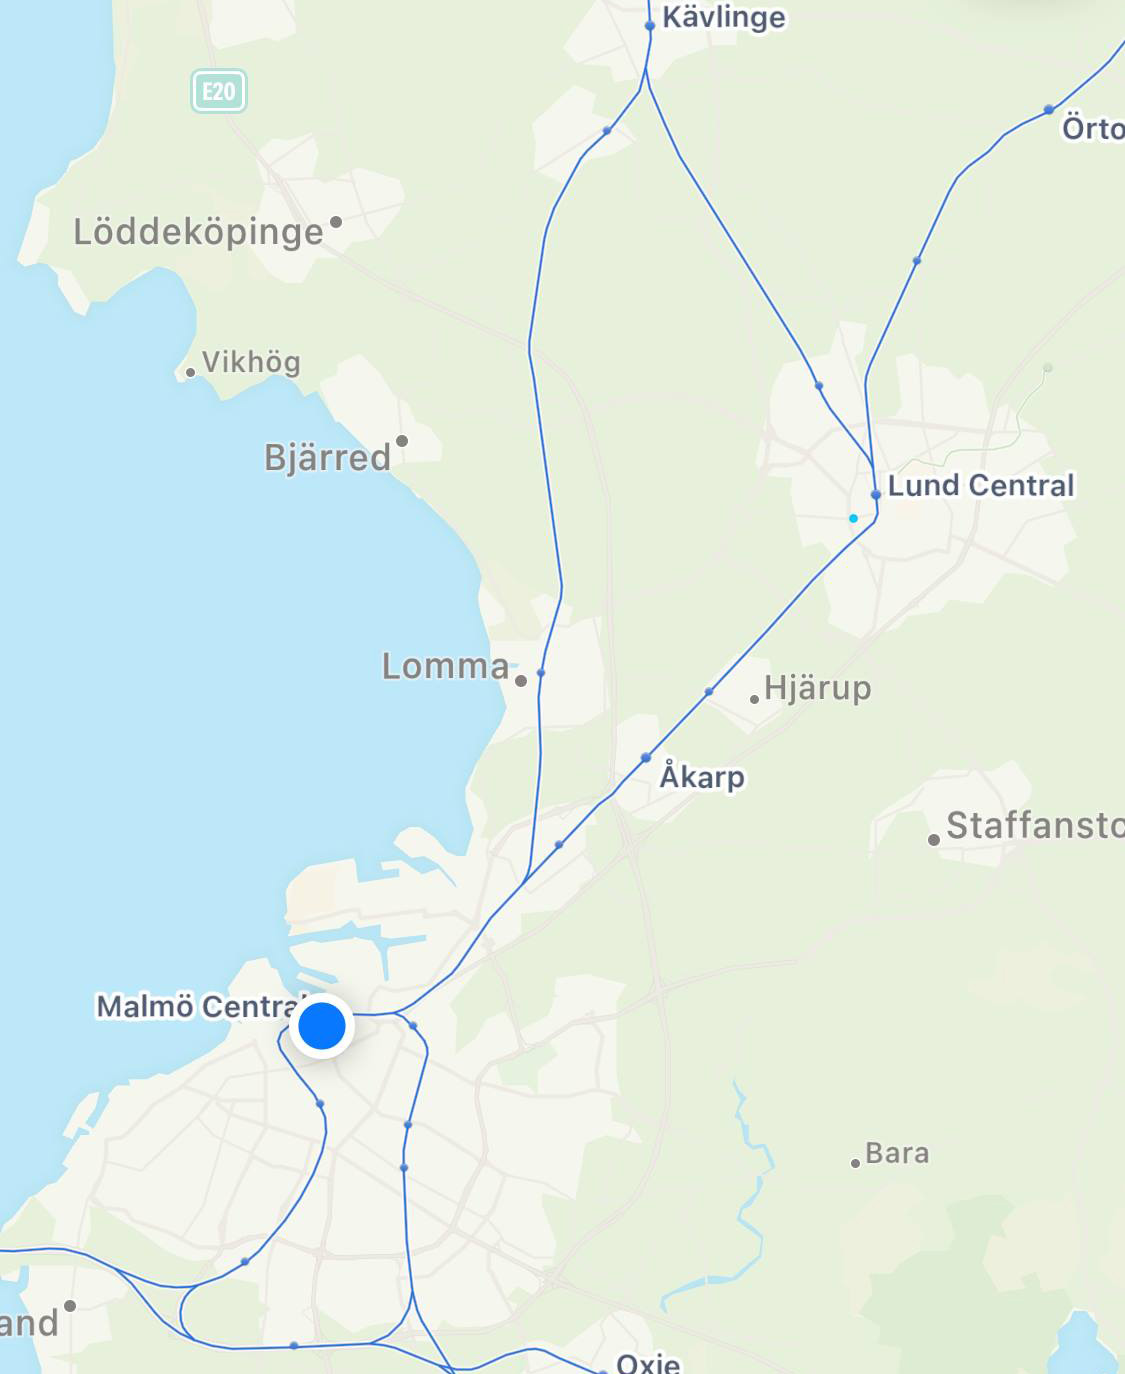 Kävlinge
E20
Örto
Löddeköpinge
Vikhög
Bjärred
Lund Central
Lomma
Hjärup
Åkarp
Staffansto
Malmö Central
Bara
and
Oxie